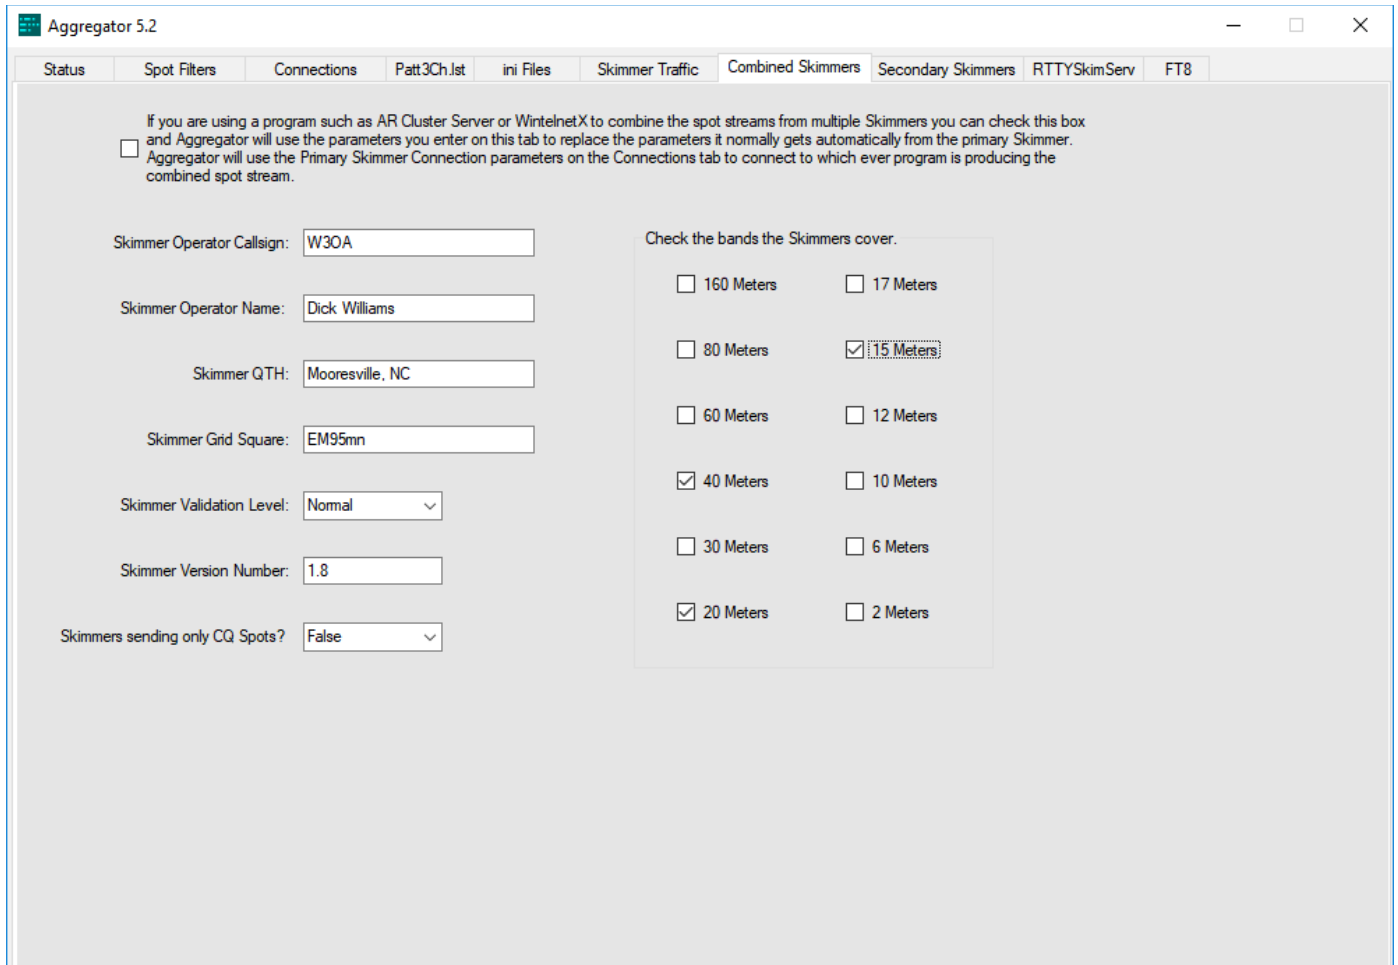 Aggregator 5.2
Status
Spot Filters
Connections
Patt3Ch.lst
ini Files
Skimmer Traffic
Combined Skimmers
Secondary Skimmers
RTTYSkimServ
FT8
If you are using a program such as AR Cluster Server or WintelnetX to combine the spot streams from multiple Skimmers you can check this box
and Aggregator will use the parameters you enter on this tab to replace the parameters it normally gets automatically from the primary Skimmer.
Aggregator will use the Primary Skimmer Connection parameters on the Connections tab to connect to which ever program is producing the
combined spot stream.
Skimmer Operator Callsign: W3OA
Skimmer Operator Name: Dick Williams
Skimmer QTH: Mooresville, NC
Skimmer Grid Square: EM95mn
Skimmer Validation Level: Normal
Skimmer Version Number: 1.8
Skimmers sending only CQ Spots? False
Check the bands the Skimmers cover.
160 Meters
17 Meters
80 Meters
15 Meters
60 Meters
12 Meters
40 Meters
10 Meters
30 Meters
6 Meters
20 Meters
2 Meters